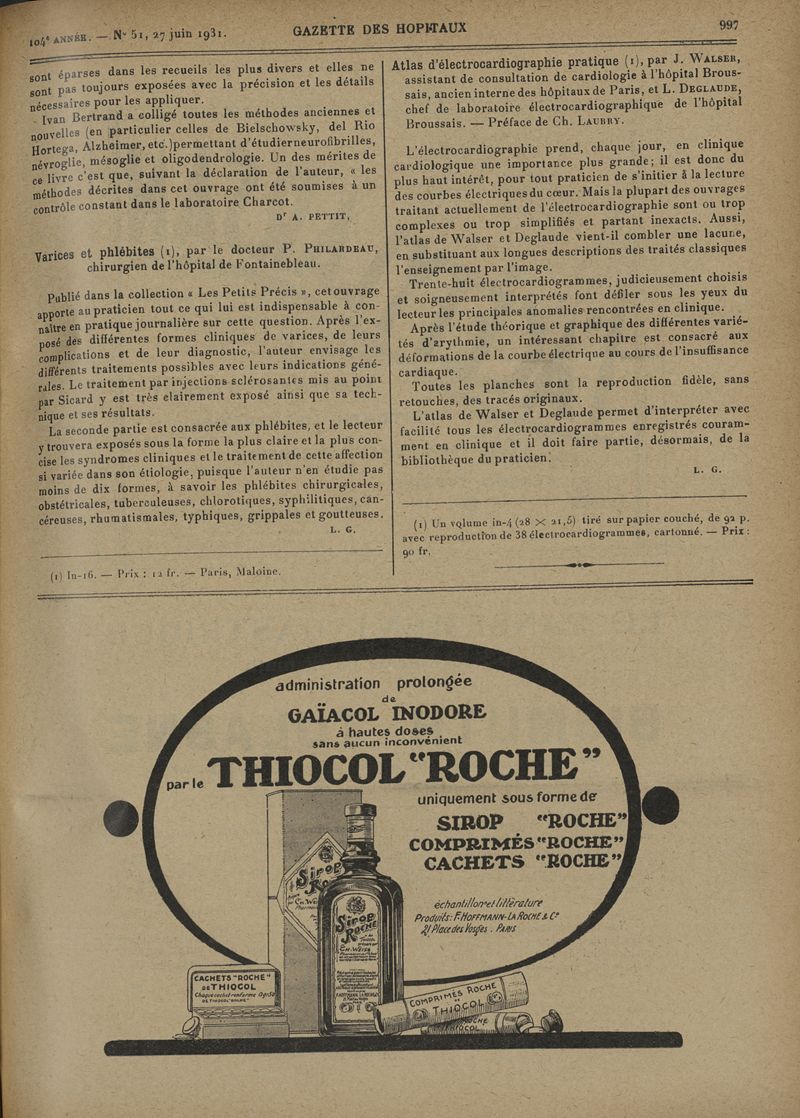 104e ANNÉE. — No 51, 27 juin 1931.
GAZETTE DES HOPITAUX
997
sont éparses dans les recueils les plus divers et elles ne
sont pas toujours exposées avec la précision et les détails
nécessaires pour les appliquer.
Ivan Bertrand a colligé toutes les méthodes anciennes et
nouvelles (en particulier celles de Bielschowsky, del Rio
Hortega, Alzheimer, etc.) permettant d'étudier neurofibrilles,
névroglie, mésoglie et oligodendrologie. Un des mérites de
ce livre c'est que, suivant la déclaration de l'auteur, « les
méthodes décrites dans cet ouvrage ont été soumises à un
contrôle constant dans le laboratoire Charcot.
Dr A. PETTIT,
Varices et phlébites (1), par le docteur P. PHILARDEAU,
chirurgien de l'hôpital de Fontainebleau.
Publié dans la collection « Les Petits Précis », cet ouvrage
apporte au praticien tout ce qui lui est indispensable à con-
naître en pratique journalière sur cette question. Après l'ex-
posé des différentes formes cliniques de varices, de leurs
complications et de leur diagnostic, l'auteur envisage les
différents traitements possibles avec leurs indications géné-
rales. Le traitement par injections sclérosantes mis au point
par Sicard y est très clairement exposé ainsi que sa tech-
nique et ses résultats.
La seconde partie est consacrée aux phlébites, et le lecteur
y trouvera exposés sous la forme la plus claire et la plus con-
cise les syndromes cliniques et le traitement de cette affection
si variée dans son étiologie, puisque l'auteur n'en étudie pas
moins de dix formes, à savoir les phlébites chirurgicales,
obstétricales, tuberculeuses, chlorotiques, syphilitiques, can-
céreuses, rhumatismales, typhiques, grippales et goutteuses.
L. G.
(1) In-16. — Prix : 12 fr. — Paris, Maloine.
Atlas d'électrocardiographie pratique (1), par J. WALSER,
assistant de consultation de cardiologie à l'hôpital Brous-
sais, ancien interne des hôpitaux de Paris, et L. DEGLAUDE,
chef de laboratoire électrocardiographique de l'hôpital
Broussais. — Préface de Ch. LAUBRY.
L'électrocardiographie prend, chaque jour, en clinique
cardiologique une importance plus grande; il est donc du
plus haut intérêt, pour tout praticien de s'initier à la lecture
des courbes électriques du cœur. Mais la plupart des ouvrages
traitant actuellement de l'électrocardiographie sont ou trop
complexes ou trop simplifiés et partant inexacts. Aussi,
l'atlas de Walser et Deglaude vient-il combler une lacune,
en substituant aux longues descriptions des traités classiques
l'enseignement par l'image.
Trente-huit électrocardiogrammes, judicieusement choisis
et soigneusement interprétés font défiler sous les yeux du
lecteur les principales anomalies rencontrées en clinique.
Après l'étude théorique et graphique des différentes varié-
tés d'arythmie, un intéressant chapitre est consacré aux
déformations de la courbe électrique au cours de l'insuffisance
cardiaque.
Toutes les planches sont la reproduction fidèle, sans
retouches, des tracés originaux.
L'atlas de Walser et Deglaude permet d'interpréter avec
facilité tous les électrocardiogrammes enregistrés couram-
ment en clinique et il doit faire partie, désormais, de la
bibliothèque du praticien.
L. G.
(1) Un volume in-4 (28 × 21,5) tiré sur papier couché, de 92 p.
avec reproduction de 38 électrocardiogrammes, cartonné. — Prix :
90 fr.
administration prolongée
de
GAÏACOL INODORE
à hautes doses
sans aucun inconvénient
par le THIOCOL "ROCHE"
uniquement sous forme de
SIROP "ROCHE"
COMPRIMÉS "ROCHE"
CACHETS "ROCHE"
échantillon et littérature
Produits: F. HOFFMANN-LA ROCHE & Cie
21 Place des Vosges. PARIS
Sirop
Sirop
Roche
CACHETS "ROCHE"
DE THIOCOL
Chaque cachet renferme 0gr50
DE THIOCOL "ROCHE"
COMPRIMÉS ROCHE
THIOCOL
ROCHE
THIOCOL